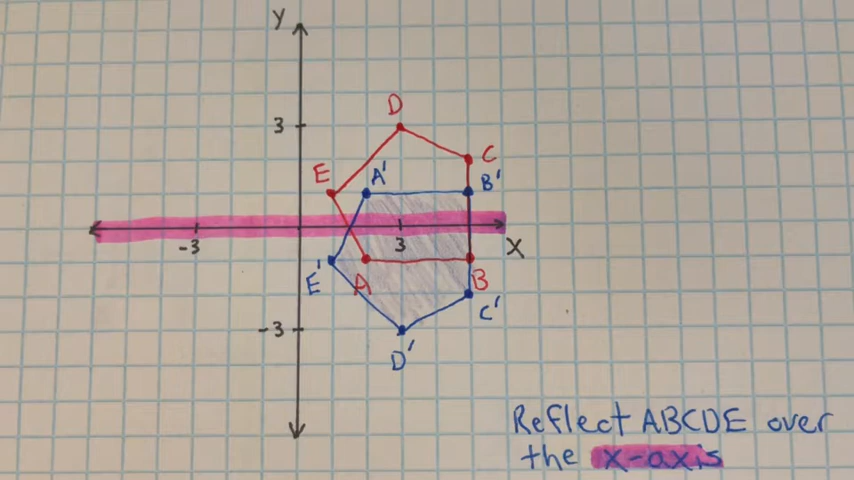 Y
D
3
C
E
A'
B'
-3
3
X
E'
A
B
C'
-3
D'
Reflect ABCDE over
the x-axis